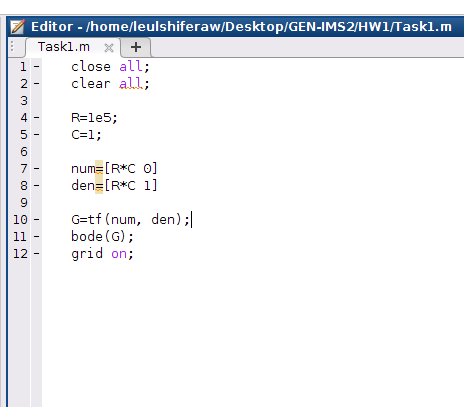 Editor - /home/leulshiferaw/Desktop/GEN-IMS2/HW1/Task1.m
Task1.m × +
1 - close all;
2 - clear all;
3
4 - R=1e5;
5 - C=1;
6
7 - num=[R*C 0]
8 - den=[R*C 1]
9
10 - G=tf(num, den);
11 - bode(G);
12 - grid on;